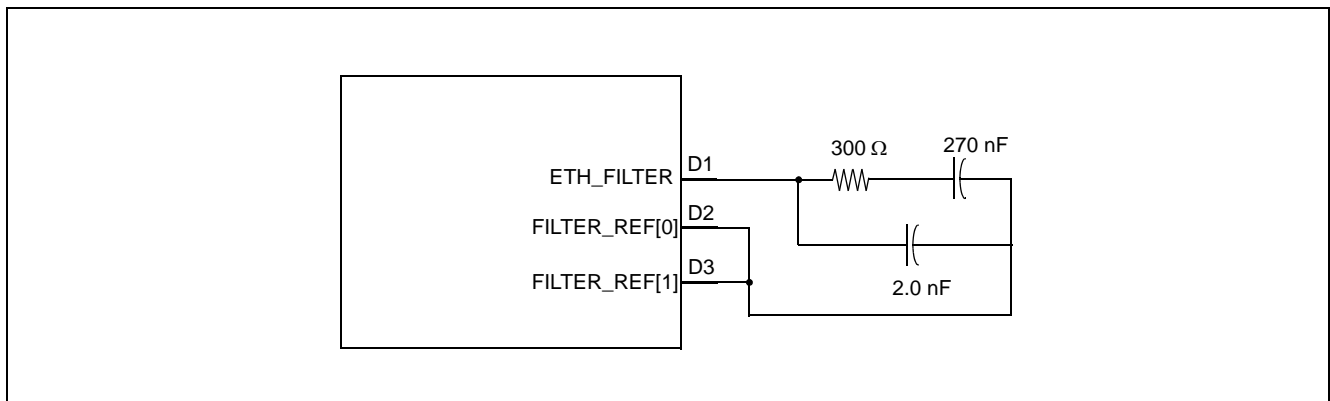 300 Ω
270 nF
ETH_FILTER
D1
FILTER_REF[0]
D2
FILTER_REF[1]
D3
2.0 nF